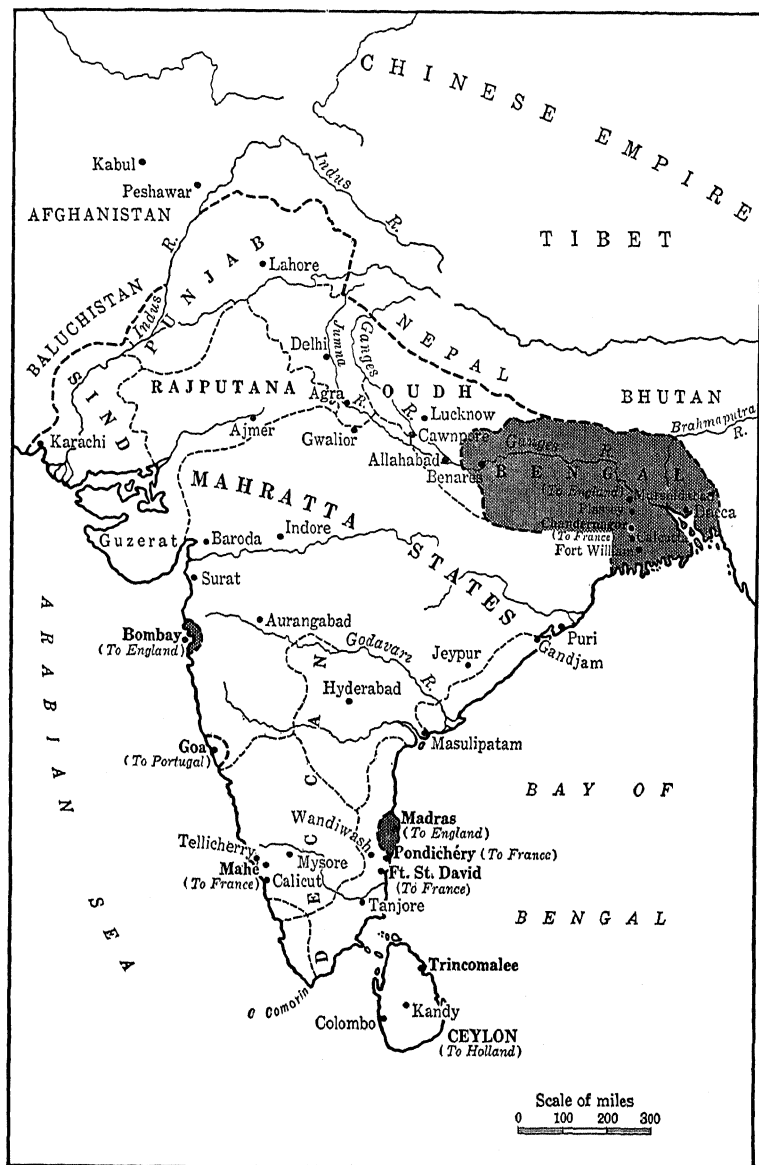 CHINESE EMPIRE
Indus R.
Kabul
Peshawar
AFGHANISTAN
TIBET
PUNJAB
Lahore
BALUCHISTAN
Indus R.
NEPAL
Delhi
Jumna R.
Ganges R.
SIND
RAJPUTANA
OUDH
BHUTAN
Agra
Lucknow
Brahmaputra R.
Karachi
Ajmer
Gwalior
Cawnpore
Ganges R.
Allahabad
Benares
BENGAL
(To England)
Murshidabad
Plassey
Dacca
MAHRATTA STATES
Chandernagor
(To France)
Calcutta
Fort William
Guzerat
Baroda
Indore
Surat
ARABIAN SEA
Aurangabad
Bombay
(To England)
Godavari R.
Jeypur
Puri
Gandjam
Hyderabad
DECCAN
Goa
(To Portugal)
Masulipatam
BAY OF BENGAL
Madras
(To England)
Wandiwash
Tellicherry
Pondichéry (To France)
Mysore
Mahé
(To France)
Calicut
Ft. St. David
(To France)
Tanjore
Trincomalee
C Comorin
Colombo
Kandy
CEYLON
(To Holland)
Scale of miles
0 100 200 300